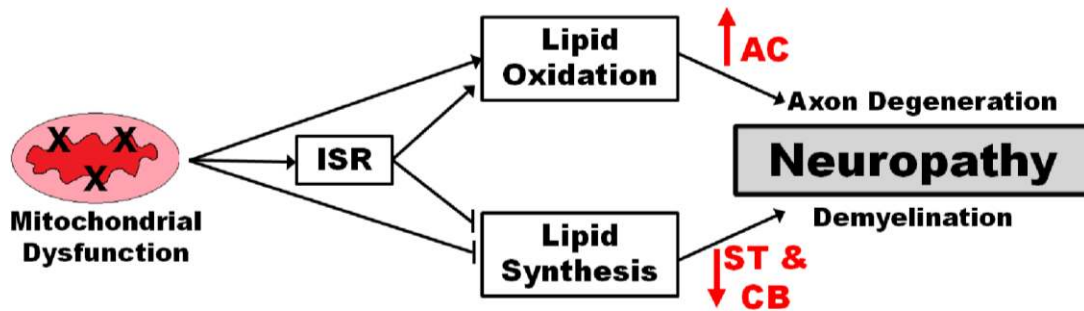 Lipid
Oxidation
AC
Axon Degeneration
X X
X
ISR
Neuropathy
Mitochondrial
Dysfunction
Demyelination
Lipid
Synthesis
ST &
CB